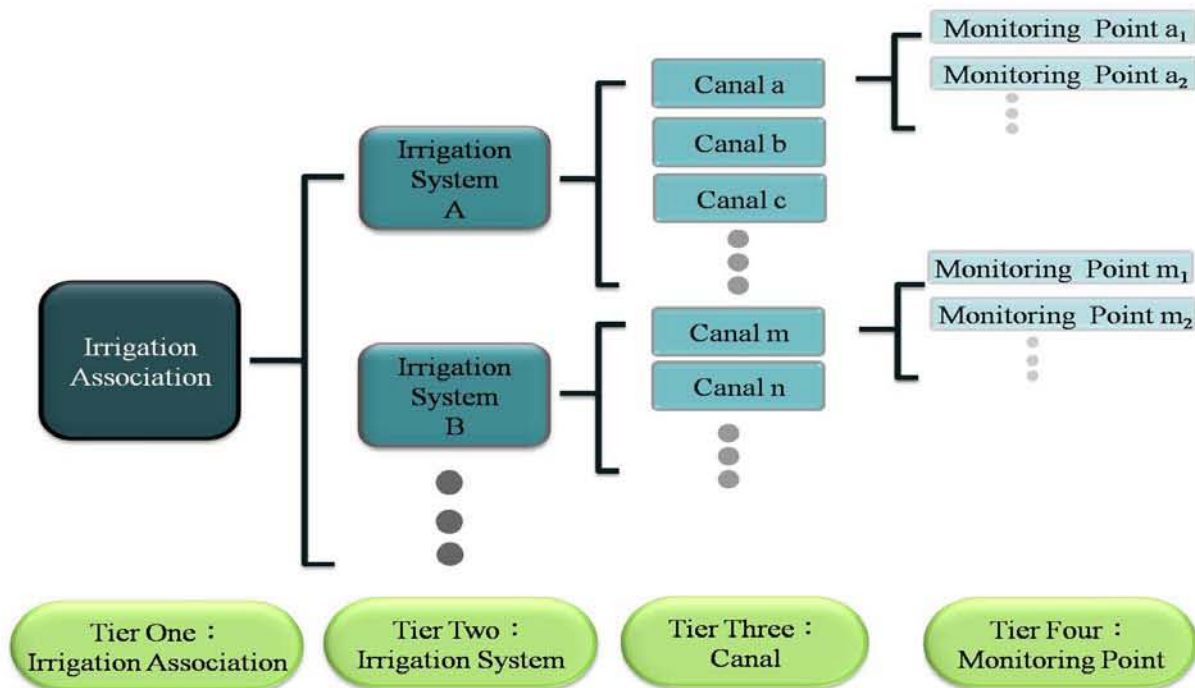 Irrigation
Association
Irrigation
System
A
Irrigation
System
B
Canal a
Canal b
Canal c
Canal m
Canal n
Monitoring Point a₁
Monitoring Point a₂
Monitoring Point m₁
Monitoring Point m₂
Tier One：
Irrigation Association
Tier Two：
Irrigation System
Tier Three：
Canal
Tier Four：
Monitoring Point